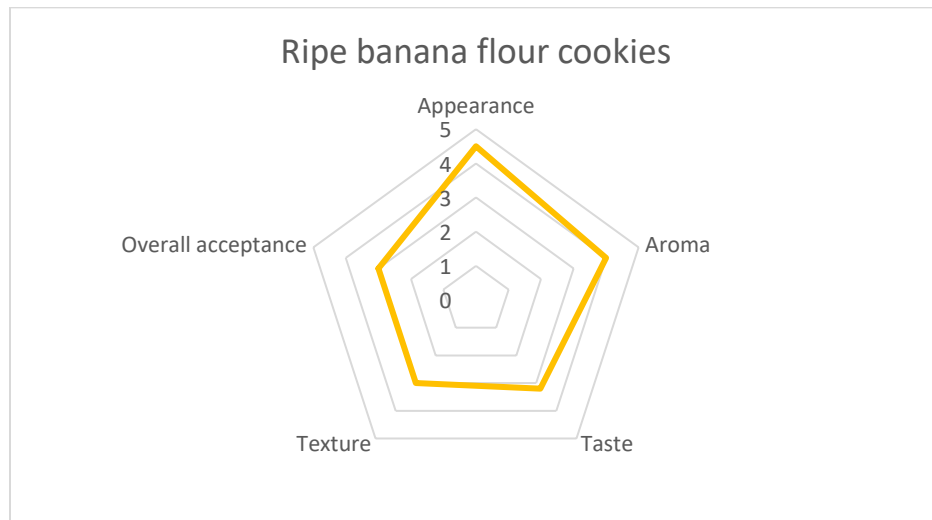 Ripe banana flour cookies
Appearance
5
4
3
2
1
0
Overall acceptance
Aroma
Texture
Taste